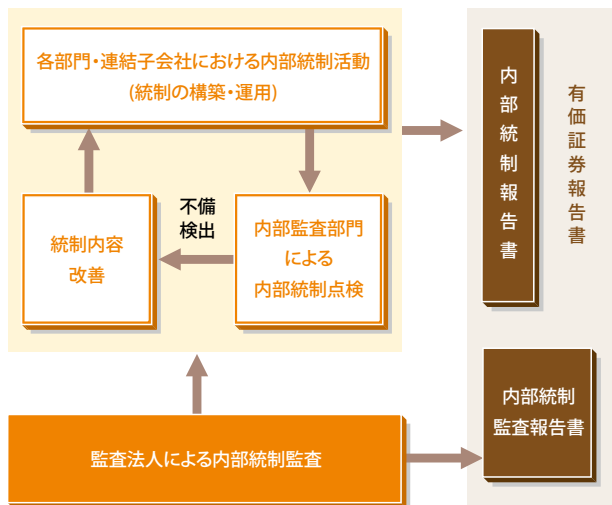 各部門・連結子会社における内部統制活動
(統制の構築・運用)
不備
検出
統制内容
改善
内部監査部門
による
内部統制点検
監査法人による内部統制監査
内部統制報告書
有価証券報告書
内部統制
監査報告書